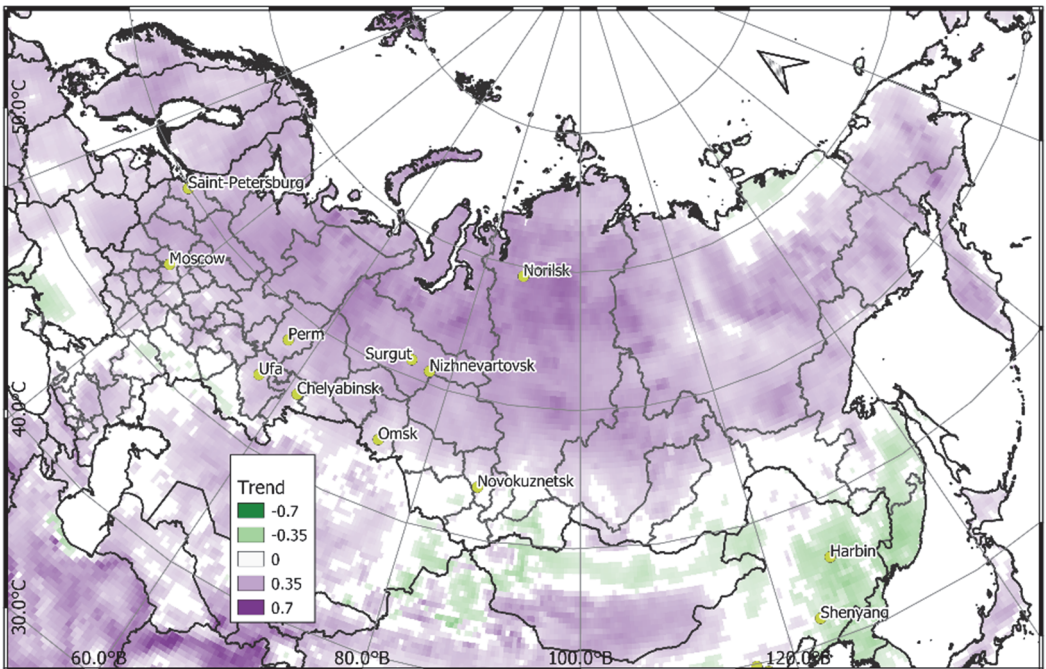 50.0°C
Saint-Petersburg
Moscow
Norilsk
Perm
Surgut
Nizhnevartovsk
Ufa
Chelyabinsk
40.0°C
Omsk
Novokuznetsk
Trend
-0.7
-0.35
0
0.35
0.7
Harbin
Shenyang
30.0°C
60.0°В
80.0°В
100.0°В
120.0°В